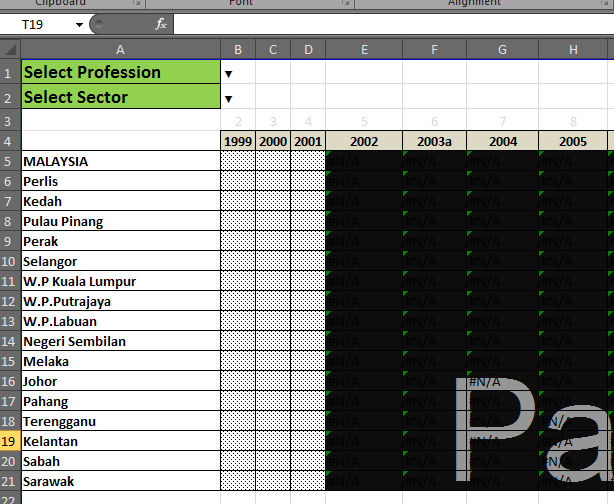 Clipboard Font Alignment
T19 fx
A B C D E F G H
1 Select Profession ▼
2 Select Sector ▼
3 2 3 4 5 6 7 8
4 1999 2000 2001 2002 2003a 2004 2005
5 MALAYSIA #N/A #N/A #N/A #N/A
6 Perlis #N/A #N/A #N/A #N/A
7 Kedah #N/A #N/A #N/A #N/A
8 Pulau Pinang #N/A #N/A #N/A #N/A
9 Perak #N/A #N/A #N/A #N/A
10 Selangor #N/A #N/A #N/A #N/A
11 W.P Kuala Lumpur #N/A #N/A #N/A #N/A
12 W.P.Putrajaya #N/A #N/A #N/A #N/A
13 W.P.Labuan #N/A #N/A #N/A #N/A
14 Negeri Sembilan #N/A #N/A #N/A #N/A
15 Melaka #N/A #N/A #N/A #N/A
16 Johor #N/A #N/A #N/A #N/A
17 Pahang #N/A #N/A #N/A #N/A
18 Terengganu #N/A #N/A #N/A #N/A
19 Kelantan #N/A #N/A #N/A #N/A
20 Sabah #N/A #N/A #N/A #N/A
21 Sarawak #N/A #N/A #N/A #N/A
22
Pa